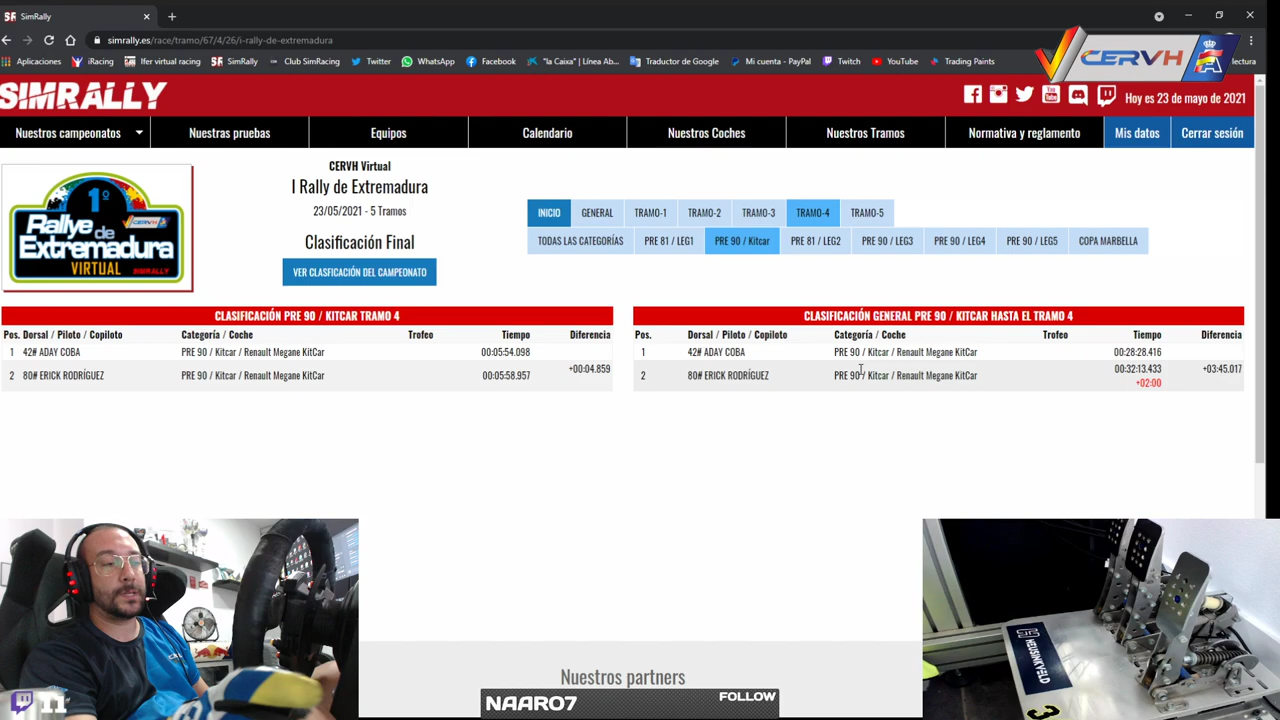 SimRally
simrally.es/race/tramo/67/4/26/i-rally-de-extremadura
Aplicaciones iRacing Ifer virtual racing SimRally Club SimRacing Twitter WhatsApp Facebook "la Caixa" | Línea Ab... Traductor de Google Mi cuenta - PayPal Twitch YouTube Trading Paints lectura
CERVH
SIMRALLY
Hoy es 23 de mayo de 2021
Nuestros campeonatos Nuestras pruebas Equipos Calendario Nuestros Coches Nuestros Tramos Normativa y reglamento Mis datos Cerrar sesión
1º
Rallye de Extremadura
VIRTUAL SIMRALLY
CERVH Virtual
I Rally de Extremadura
23/05/2021 - 5 Tramos
Clasificación Final
VER CLASFICACIÓN DEL CAMPEONATO
INICIO GENERAL TRAMO-1 TRAMO-2 TRAMO-3 TRAMO-4 TRAMO-5
TODAS LAS CATEGORÍAS PRE 81 / LEG1 PRE 90 / Kitcar PRE 81 / LEG2 PRE 90 / LEG3 PRE 90 / LEG4 PRE 90 / LEG5 COPA MARBELLA
CLASIFICACIÓN PRE 90 / KITCAR TRAMO 4
Pos. Dorsal / Piloto / Copiloto Categoría / Coche Trofeo Tiempo Diferencia
1 42# ADAY COBA PRE 90 / Kitcar / Renault Megane KitCar 00:05:54.098
2 80# ERICK RODRÍGUEZ PRE 90 / Kitcar / Renault Megane KitCar 00:05:58.957 +00:04.859
CLASIFICACIÓN GENERAL PRE 90 / KITCAR HASTA EL TRAMO 4
Pos. Dorsal / Piloto / Copiloto Categoría / Coche Trofeo Tiempo Diferencia
1 42# ADAY COBA PRE 90 / Kitcar / Renault Megane KitCar 00:28:28.416
2 80# ERICK RODRÍGUEZ PRE 90 / Kitcar / Renault Megane KitCar 00:32:13.433 +03:45.017
+02:00
Nuestros partners
NAARO7 FOLLOW
HEUSINKVELD
3